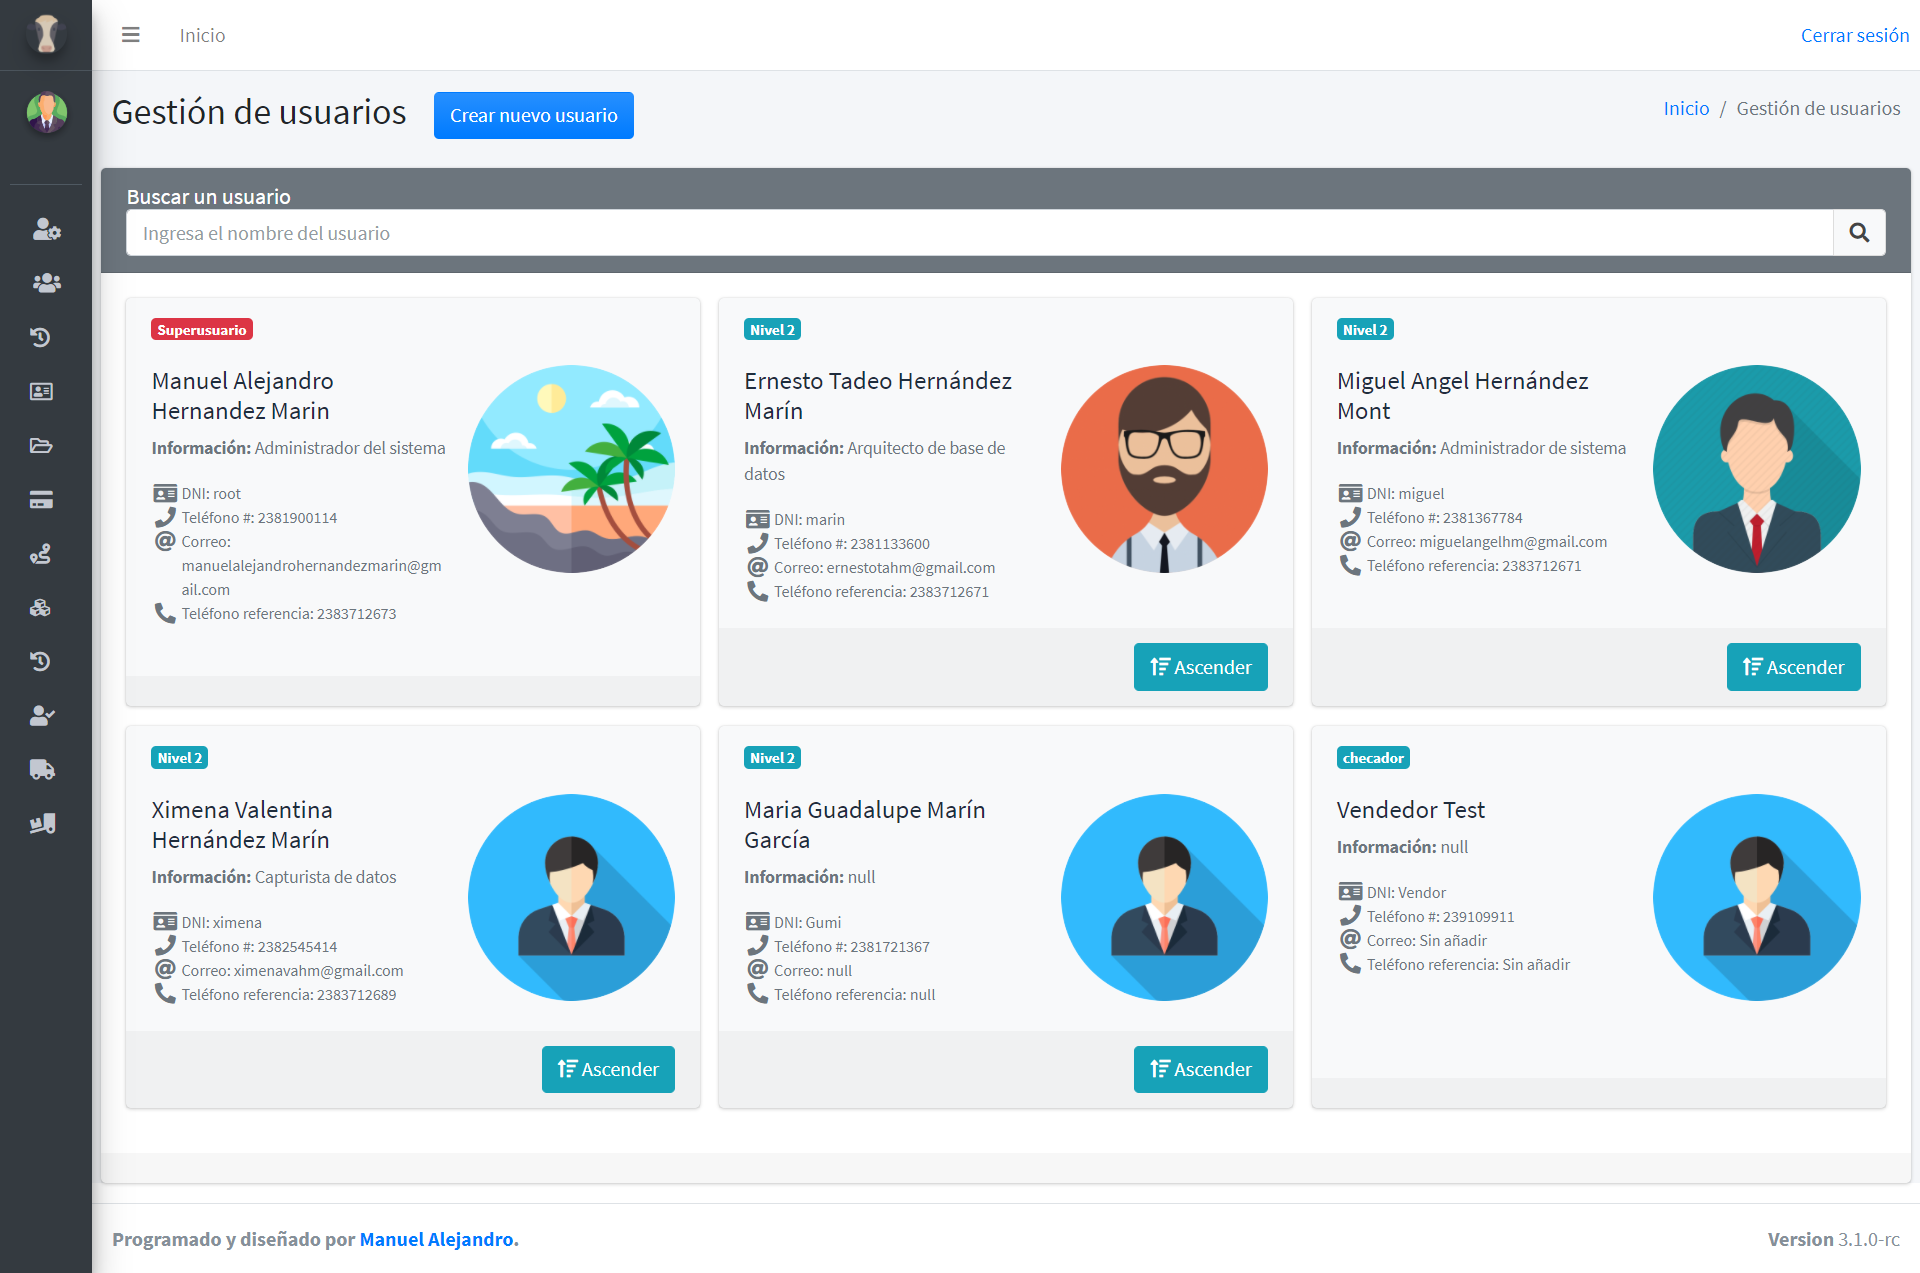 Inicio
Cerrar sesión
Gestión de usuarios
Crear nuevo usuario
Inicio / Gestión de usuarios
Buscar un usuario
Ingresa el nombre del usuario
Superusuario
Manuel Alejandro
Hernandez Marin
Información: Administrador del sistema
DNI: root
Teléfono #: 2381900114
Correo:
manuelalejandrohernandezmarin@gm
ail.com
Teléfono referencia: 2383712673
Nivel 2
Ernesto Tadeo Hernández
Marín
Información: Arquitecto de base de
datos
DNI: marin
Teléfono #: 2381133600
Correo: ernestotahm@gmail.com
Teléfono referencia: 2383712671
Ascender
Nivel 2
Miguel Angel Hernández
Mont
Información: Administrador de sistema
DNI: miguel
Teléfono #: 2381367784
Correo: miguelangelhm@gmail.com
Teléfono referencia: 2383712671
Ascender
Nivel 2
Ximena Valentina
Hernández Marín
Información: Capturista de datos
DNI: ximena
Teléfono #: 2382545414
Correo: ximenavahm@gmail.com
Teléfono referencia: 2383712689
Ascender
Nivel 2
Maria Guadalupe Marín
García
Información: null
DNI: Gumi
Teléfono #: 2381721367
Correo: null
Teléfono referencia: null
Ascender
checador
Vendedor Test
Información: null
DNI: Vendor
Teléfono #: 239109911
Correo: Sin añadir
Teléfono referencia: Sin añadir
Programado y diseñado por Manuel Alejandro.
Version 3.1.0-rc